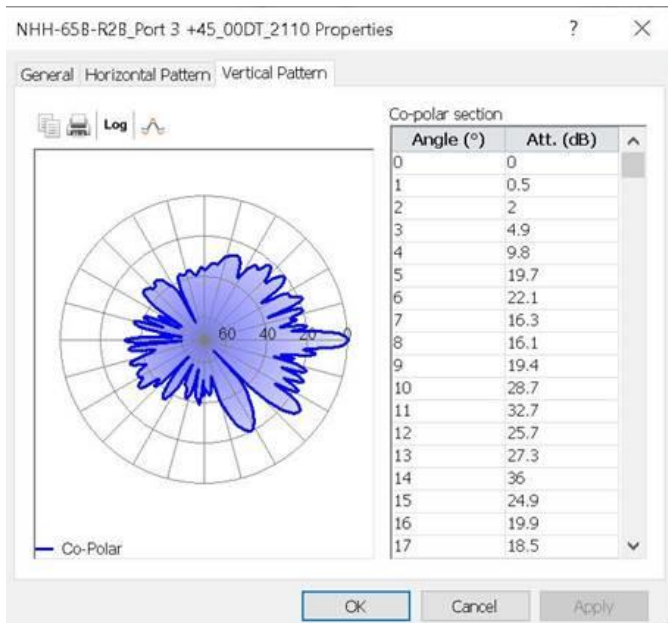 NHH-65B-R2B_Port 3 +45_00DT_2110 Properties ? ✕
General Horizontal Pattern Vertical Pattern
Log
Co-polar section
Angle (°) Att. (dB)
0 0
1 0.5
2 2
3 4.9
4 9.8
5 19.7
6 22.1
7 16.3
8 16.1
9 19.4
10 28.7
11 32.7
12 25.7
13 27.3
14 36
15 24.9
16 19.9
17 18.5
60 40 20 0
Co-Polar
OK Cancel Apply